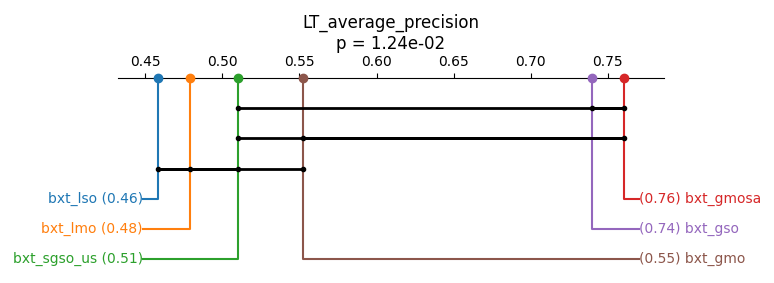 LT_average_precision
p = 1.24e-02
0.45 0.50 0.55 0.60 0.65 0.70 0.75
bxt_lso (0.46) (0.76) bxt_gmosa
bxt_lmo (0.48) (0.74) bxt_gso
bxt_sgso_us (0.51) (0.55) bxt_gmo